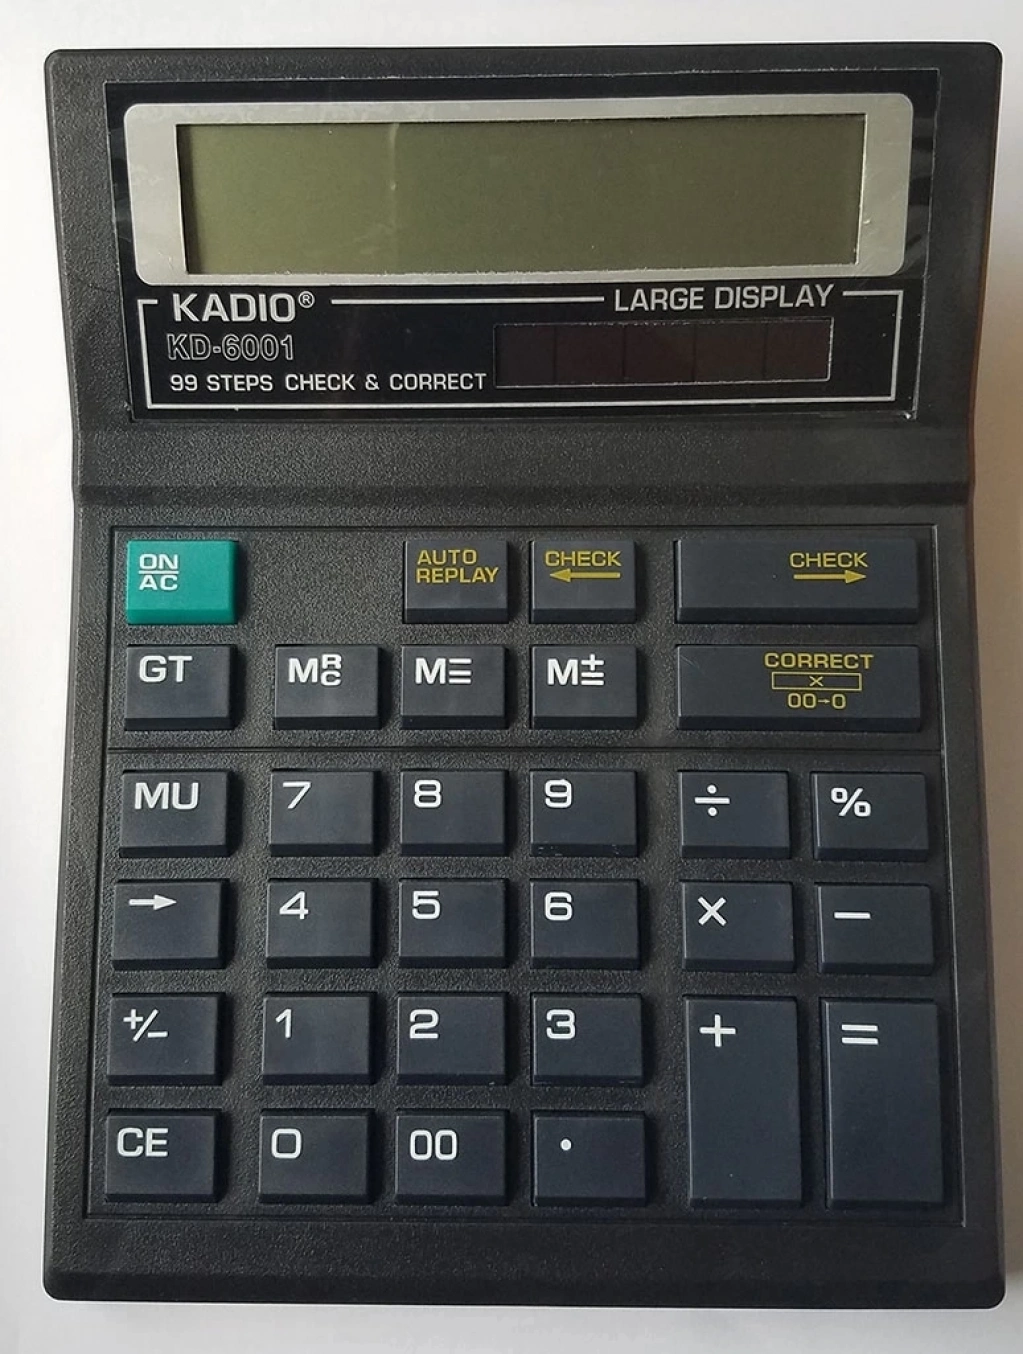 KADIO® LARGE DISPLAY
KD-6001
99 STEPS CHECK & CORRECT
ON
AC
AUTO
REPLAY
CHECK
←
CHECK
→
GT
MRC
M=
M±=
CORRECT
×
00→0
MU 7 8 9 ÷ %
→ 4 5 6 × −
+/− 1 2 3 + =
CE 0 00 .